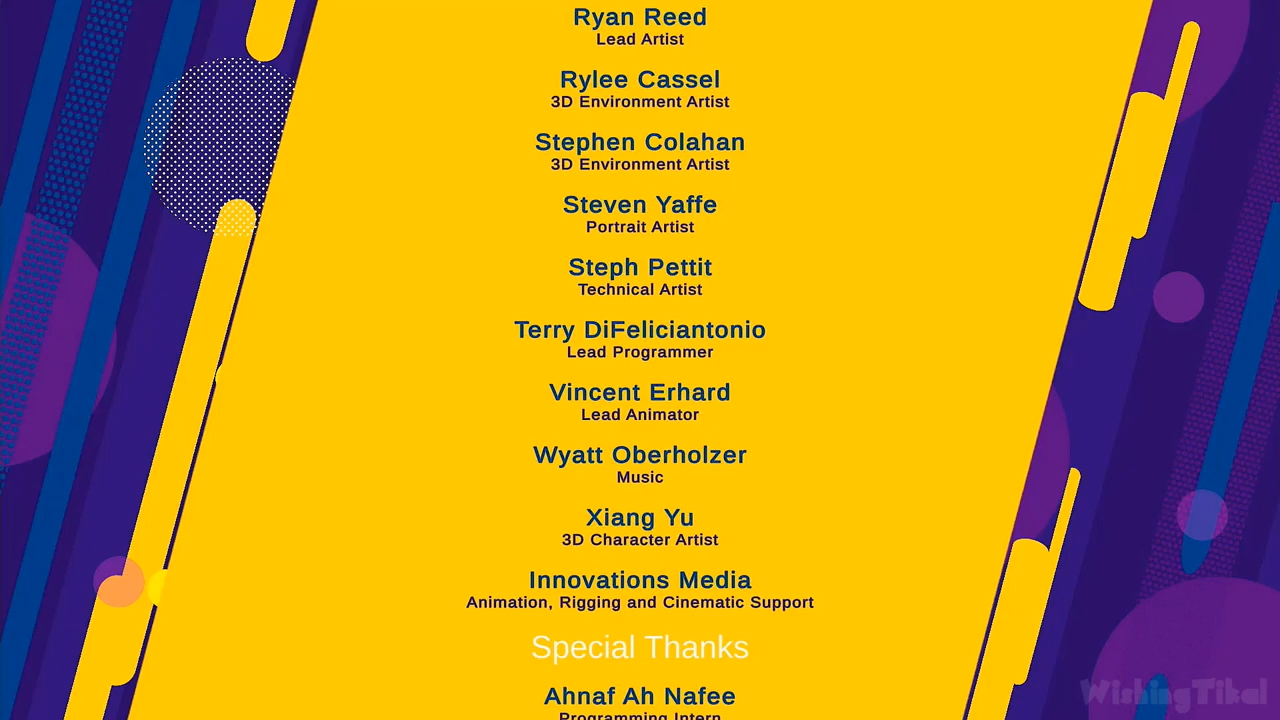 Ryan Reed
Lead Artist
Rylee Cassel
3D Environment Artist
Stephen Colahan
3D Environment Artist
Steven Yaffe
Portrait Artist
Steph Pettit
Technical Artist
Terry DiFeliciantonio
Lead Programmer
Vincent Erhard
Lead Animator
Wyatt Oberholzer
Music
Xiang Yu
3D Character Artist
Innovations Media
Animation, Rigging and Cinematic Support
Special Thanks
Ahnaf Ah Nafee
Programming Intern
WishingTikal